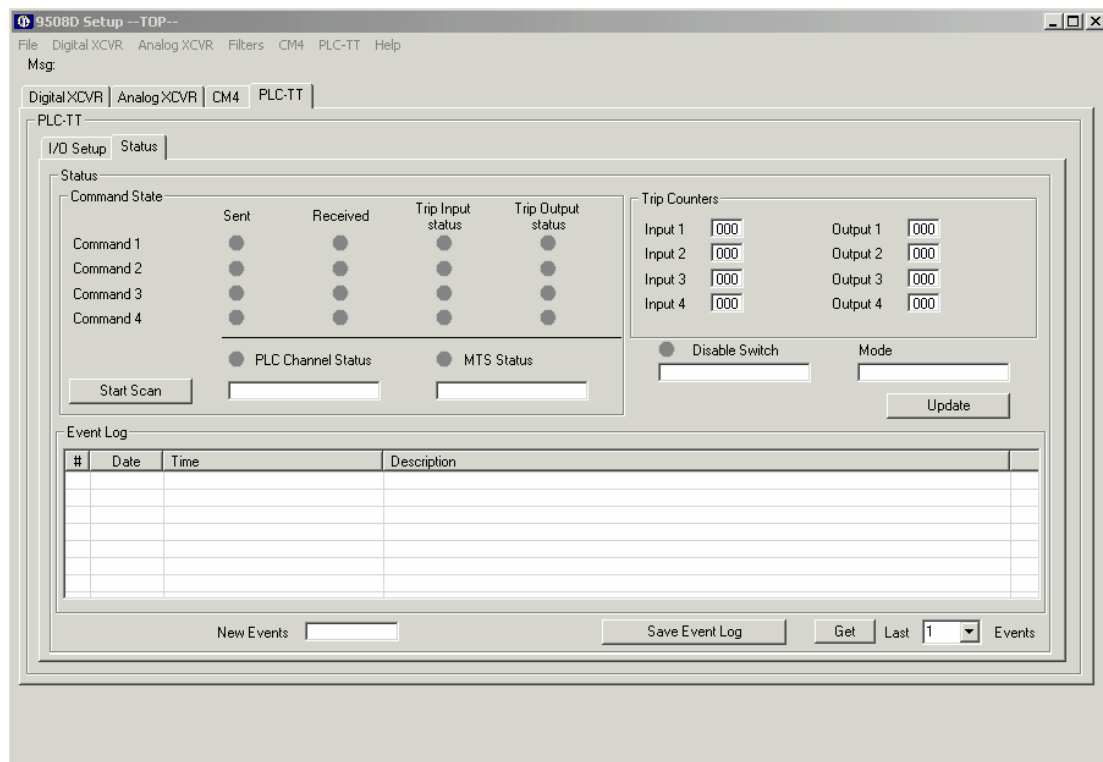 9508D Setup --TOP--
File Digital XCVR Analog XCVR Filters CM4 PLC-TT Help
Msg:
Digital XCVR Analog XCVR CM4 PLC-TT
PLC-TT
I/O Setup Status
Status
Command State
Sent Received Trip Input status Trip Output status
Command 1
Command 2
Command 3
Command 4
PLC Channel Status MTS Status
Start Scan
Trip Counters
Input 1 000 Output 1 000
Input 2 000 Output 2 000
Input 3 000 Output 3 000
Input 4 000 Output 4 000
Disable Switch Mode
Update
Event Log
# Date Time Description
New Events Save Event Log Get Last 1 Events